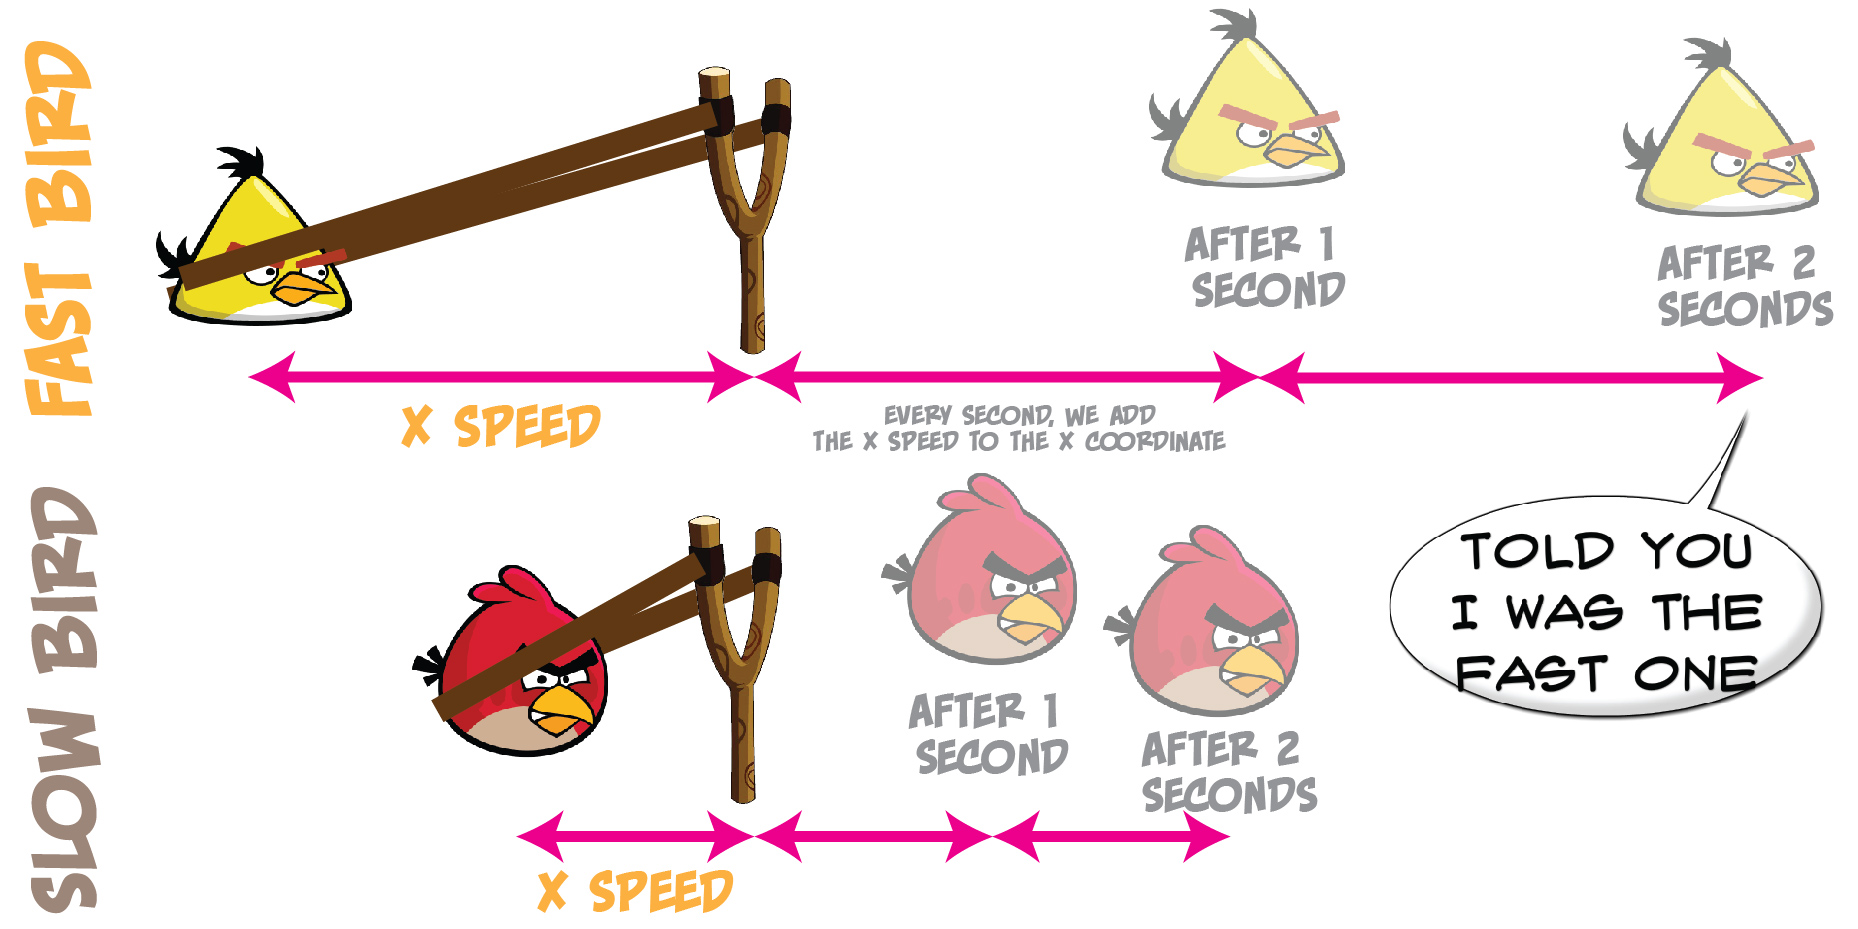 FAST BIRD
AFTER 1
SECOND
AFTER 2
SECONDS
X SPEED
EVERY SECOND, WE ADD
THE X SPEED TO THE X COORDINATE
SLOW BIRD
AFTER 1
SECOND
AFTER 2
SECONDS
X SPEED
TOLD YOU
I WAS THE
FAST ONE